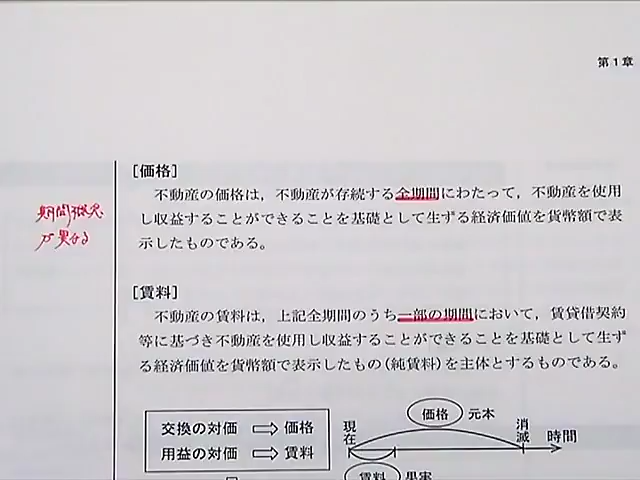 第1章
[価格]
不動産の価格は，不動産が存続する全期間にわたって，不動産を使用
し収益することができることを基礎として生ずる経済価値を貨幣額で表
示したものである。
期間概念
が異なる
[賃料]
不動産の賃料は，上記全期間のうち一部の期間において，賃貸借契約
等に基づき不動産を使用し収益することができることを基礎として生ず
る経済価値を貨幣額で表示したもの(純賃料)を主体とするものである。
交換の対価 ⇨ 価格
用益の対価 ⇨ 賃料
価格 元本
現在
消滅
時間
賃料 果実